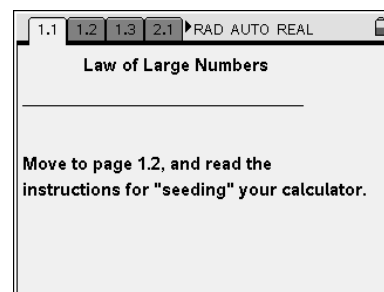 1.1 1.2 1.3 2.1 RAD AUTO REAL
Law of Large Numbers
Move to page 1.2, and read the
instructions for "seeding" your calculator.